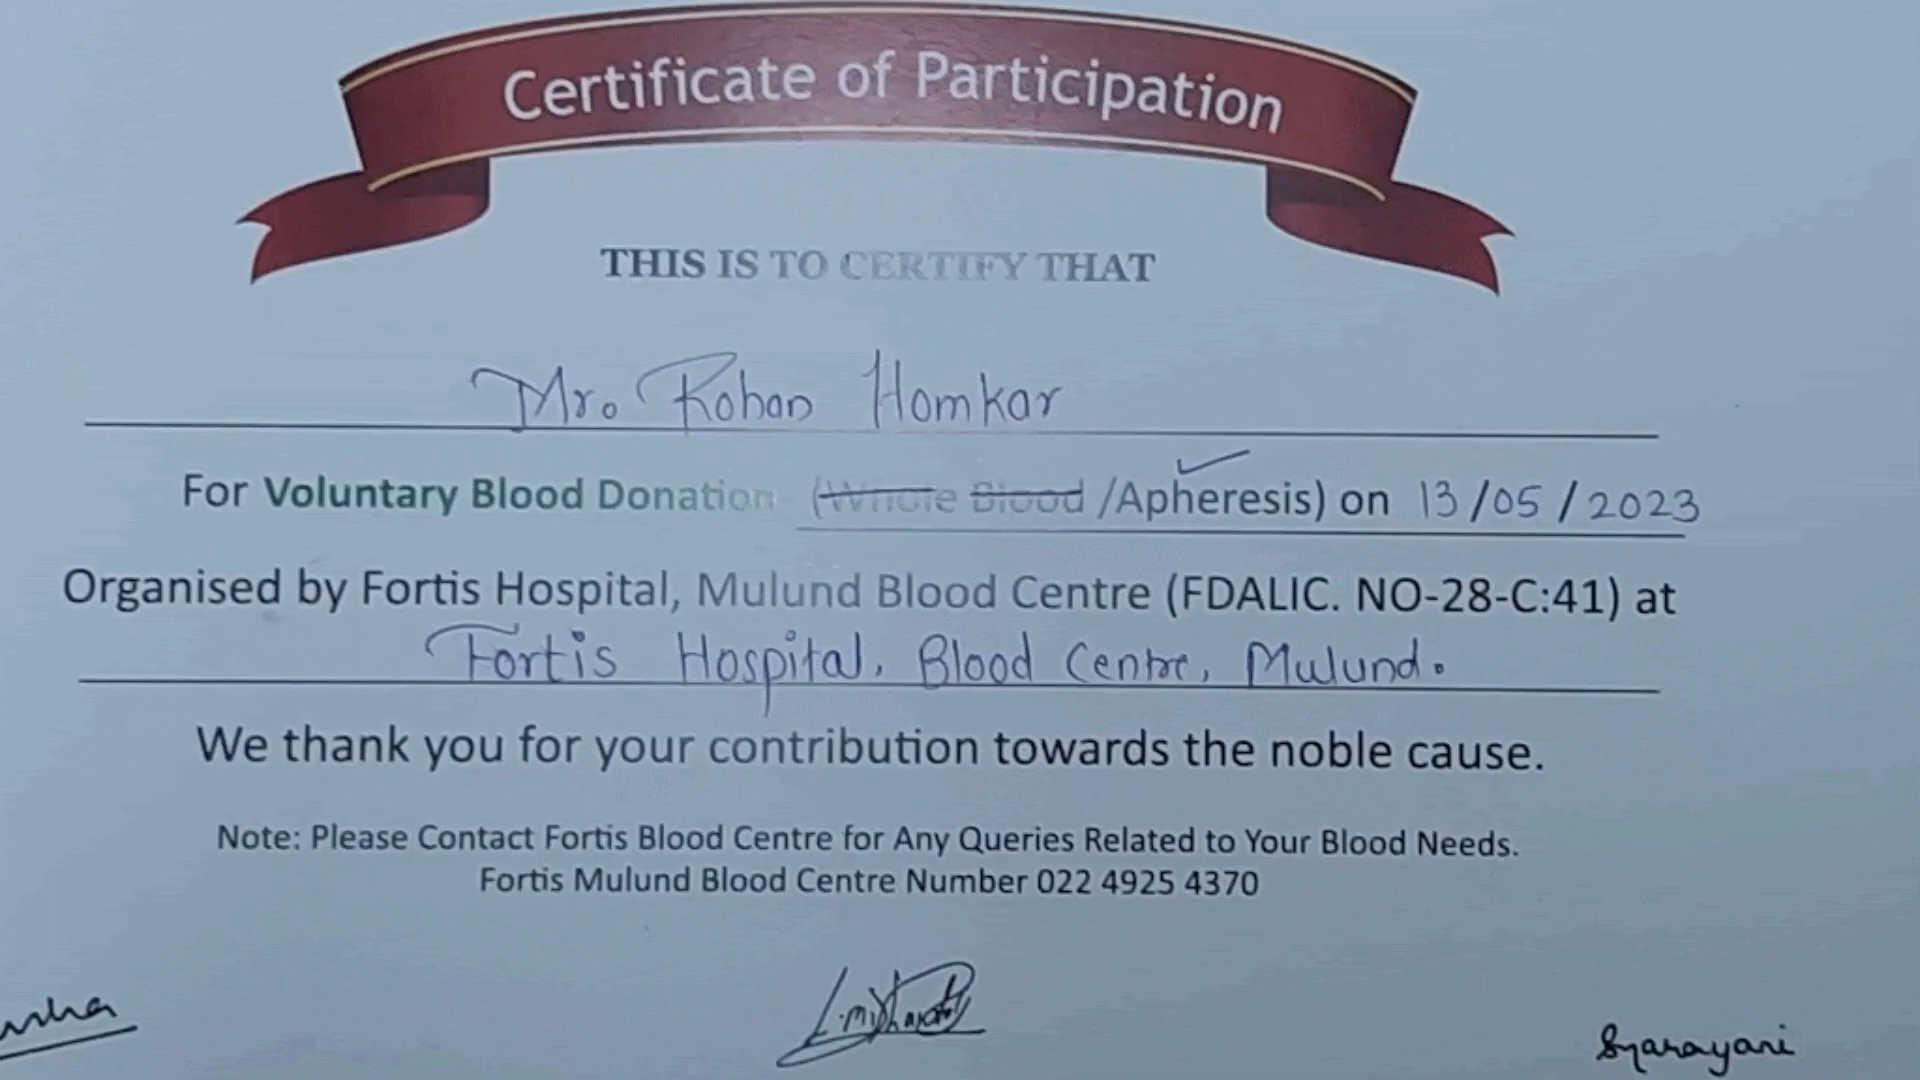 Certificate of Participation
THIS IS TO CERTIFY THAT
Mr. Rohan Homkar
For Voluntary Blood Donation (Whole Blood /Apheresis) on 13/05/2023
Organised by Fortis Hospital, Mulund Blood Centre (FDALIC. NO-28-C:41) at
Fortis Hospital, Blood Centre, Mulund.
We thank you for your contribution towards the noble cause.
Note: Please Contact Fortis Blood Centre for Any Queries Related to Your Blood Needs.
Fortis Mulund Blood Centre Number 022 4925 4370